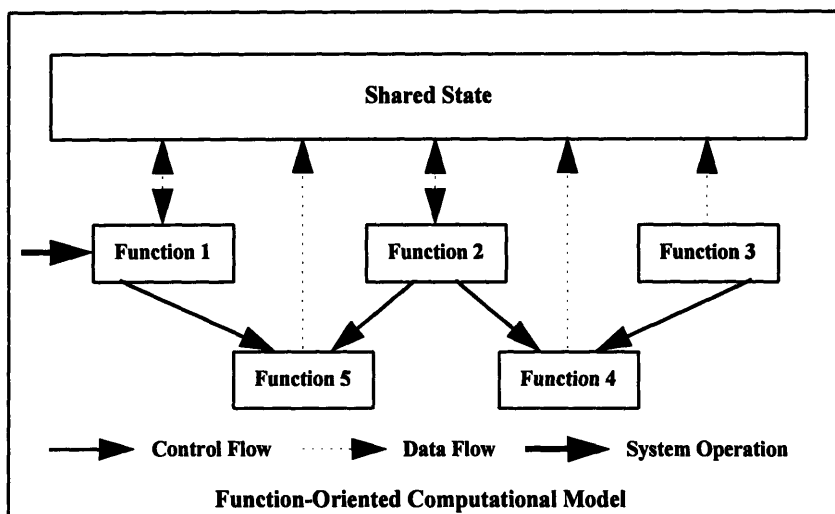 Shared State
Function 1
Function 2
Function 3
Function 5
Function 4
Control Flow
Data Flow
System Operation
Function-Oriented Computational Model